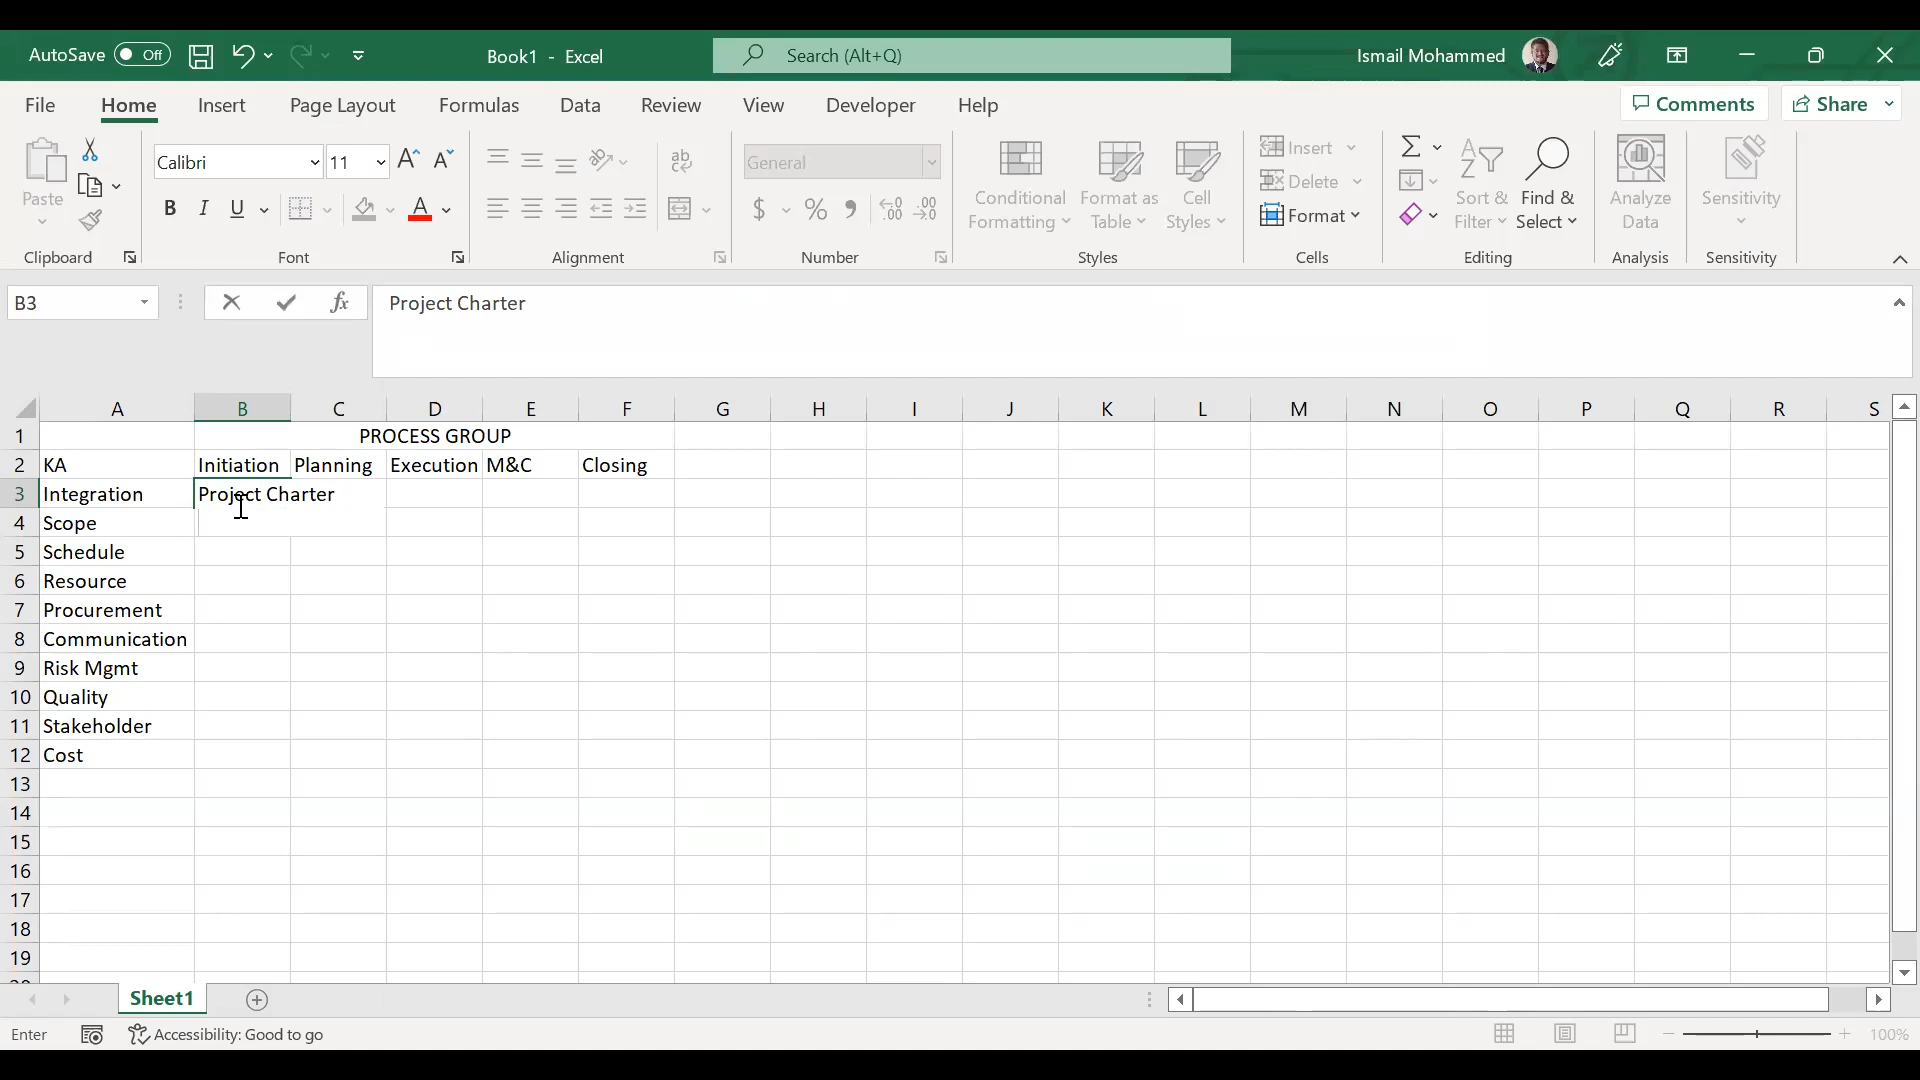 AutoSave Off Book1 - Excel Search (Alt+Q) Ismail Mohammed
File Home Insert Page Layout Formulas Data Review View Developer Help Comments Share
Paste
Clipboard
Calibri 11
B I U A
Font
ab
Alignment
General
$ % 9 .00
Number
Conditional Formatting
Format as Table
Cell Styles
Styles
Insert
Delete
Format
Cells
Sort & Filter
Find & Select
Editing
Analyze Data
Analysis
Sensitivity
Sensitivity
B3 fx Project Charter
A B C D E F G H I J K L M N O P Q R S
1 PROCESS GROUP
2 KA Initiation Planning Execution M&C Closing
3 Integration Project Charter
4 Scope
5 Schedule
6 Resource
7 Procurement
8 Communication
9 Risk Mgmt
10 Quality
11 Stakeholder
12 Cost
13
14
15
16
17
18
19
Sheet1
Enter Accessibility: Good to go 100%